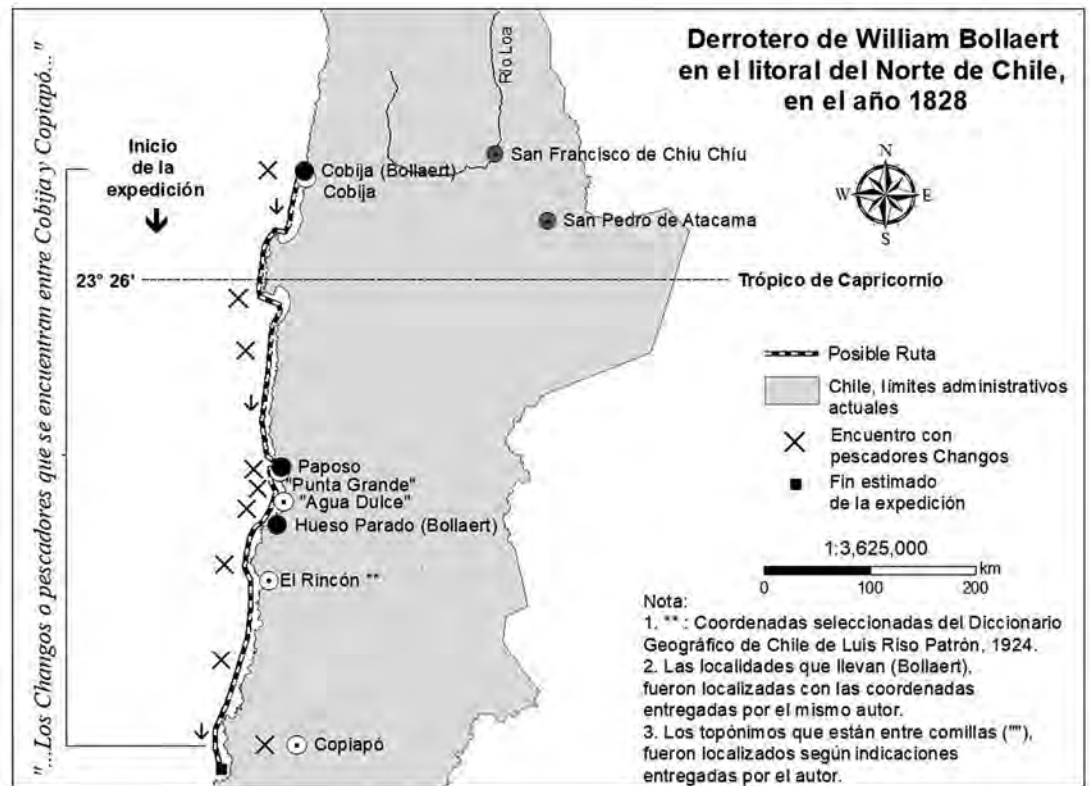 Derrotero de William Bollaert
en el litoral del Norte de Chile,
en el año 1828
"...Los Changos o pescadores que se encuentran entre Cobija y Copiapó..."
Inicio
de la
expedición
Río Loa
San Francisco de Chiu Chíu
Cobija (Bollaert)
Cobija
San Pedro de Atacama
N
W
E
S
23° 26'
Trópico de Capricornio
Paposo
"Punta Grande"
"Agua Dulce"
Hueso Parado (Bollaert)
El Rincón **
Copiapó
Posible Ruta
Chile, límites administrativos
actuales
Encuentro con
pescadores Changos
Fin estimado
de la expedición
1:3,625,000
km
0 100 200
Nota:
1. ** : Coordenadas seleccionadas del Diccionario
Geográfico de Chile de Luis Riso Patrón, 1924.
2. Las localidades que llevan (Bollaert),
fueron localizadas con las coordenadas
entregadas por el mismo autor.
3. Los topónimos que están entre comillas (""),
fueron localizados según indicaciones
entregadas por el autor.